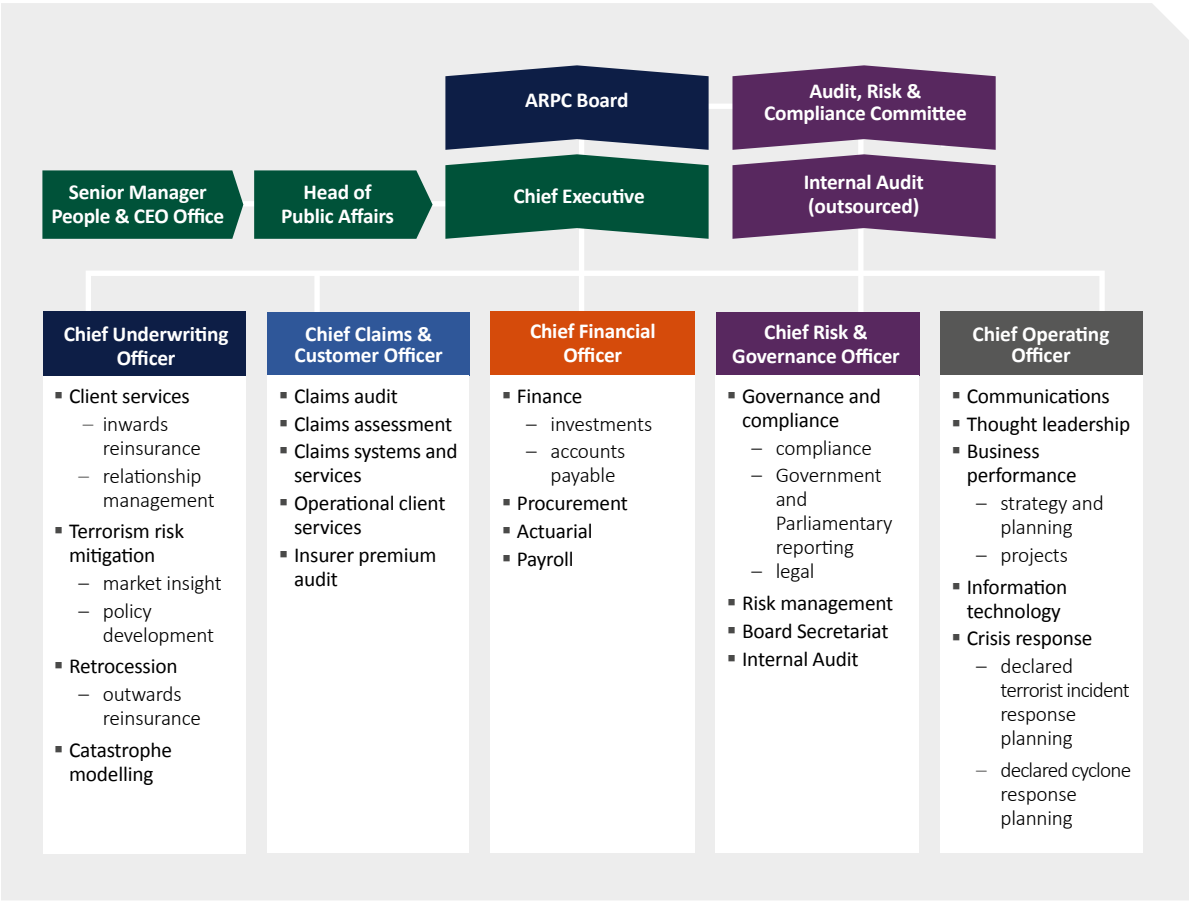 ARPC Board
Audit, Risk &
Compliance Committee
Senior Manager
People & CEO Office
Head of
Public Affairs
Chief Executive
Internal Audit
(outsourced)
Chief Underwriting
Officer
▪ Client services
– inwards
reinsurance
– relationship
management
▪ Terrorism risk
mitigation
– market insight
– policy
development
▪ Retrocession
– outwards
reinsurance
▪ Catastrophe
modelling
Chief Claims &
Customer Officer
▪ Claims audit
▪ Claims assessment
▪ Claims systems and
services
▪ Operational client
services
▪ Insurer premium
audit
Chief Financial
Officer
▪ Finance
– investments
– accounts
payable
▪ Procurement
▪ Actuarial
▪ Payroll
Chief Risk &
Governance Officer
▪ Governance and
compliance
– compliance
– Government
and
Parliamentary
reporting
– legal
▪ Risk management
▪ Board Secretariat
▪ Internal Audit
Chief Operating
Officer
▪ Communications
▪ Thought leadership
▪ Business
performance
– strategy and
planning
– projects
▪ Information
technology
▪ Crisis response
– declared
terrorist incident
response
planning
– declared cyclone
response
planning